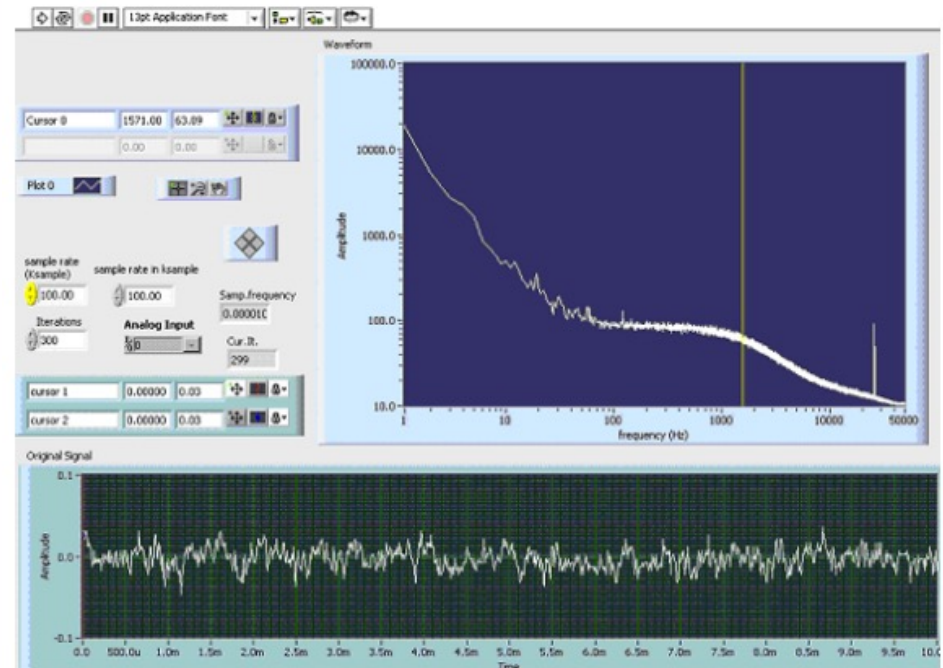 13pt Application Font
Waveform
100000.0
10000.0
1000.0
100.0
10.0
Amplitude
1 10 100 1000 10000 50000
frequency (Hz)
Cursor 0 1571.00 63.89
0.00 0.00
Plot 0
sample rate
(Ksample)
100.00
sample rate in ksample
100.00
Samp.frequency
0.00001C
Iterations
300
Analog Input
0
Cur.It.
299
cursor 1 0.00000 0.03
cursor 2 0.00000 0.03
Original Signal
0.1
0.0
-0.1
Amplitude
0.0 500.0u 1.0m 1.5m 2.0m 2.5m 3.0m 3.5m 4.0m 4.5m 5.0m 5.5m 6.0m 6.5m 7.0m 7.5m 8.0m 8.5m 9.0m 9.5m 10.0
Time